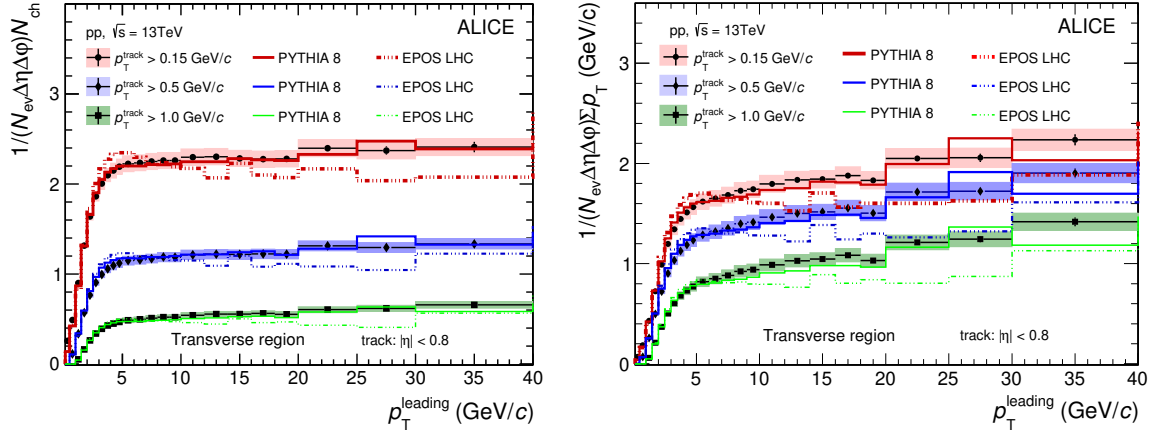 1/(N_ev Δη Δφ)N_ch
pp, √s = 13TeV
ALICE
p_T^track > 0.15 GeV/c
PYTHIA 8
EPOS LHC
p_T^track > 0.5 GeV/c
PYTHIA 8
EPOS LHC
p_T^track > 1.0 GeV/c
PYTHIA 8
EPOS LHC
3
2
1
0
Transverse region
track: |η| < 0.8
5 10 15 20 25 30 35 40
p_T^leading (GeV/c)
1/(N_ev Δη Δφ)Σp_T (GeV/c)
pp, √s = 13TeV
ALICE
p_T^track > 0.15 GeV/c
PYTHIA 8
EPOS LHC
p_T^track > 0.5 GeV/c
PYTHIA 8
EPOS LHC
p_T^track > 1.0 GeV/c
PYTHIA 8
EPOS LHC
3
2
1
0
Transverse region
track: |η| < 0.8
5 10 15 20 25 30 35 40
p_T^leading (GeV/c)